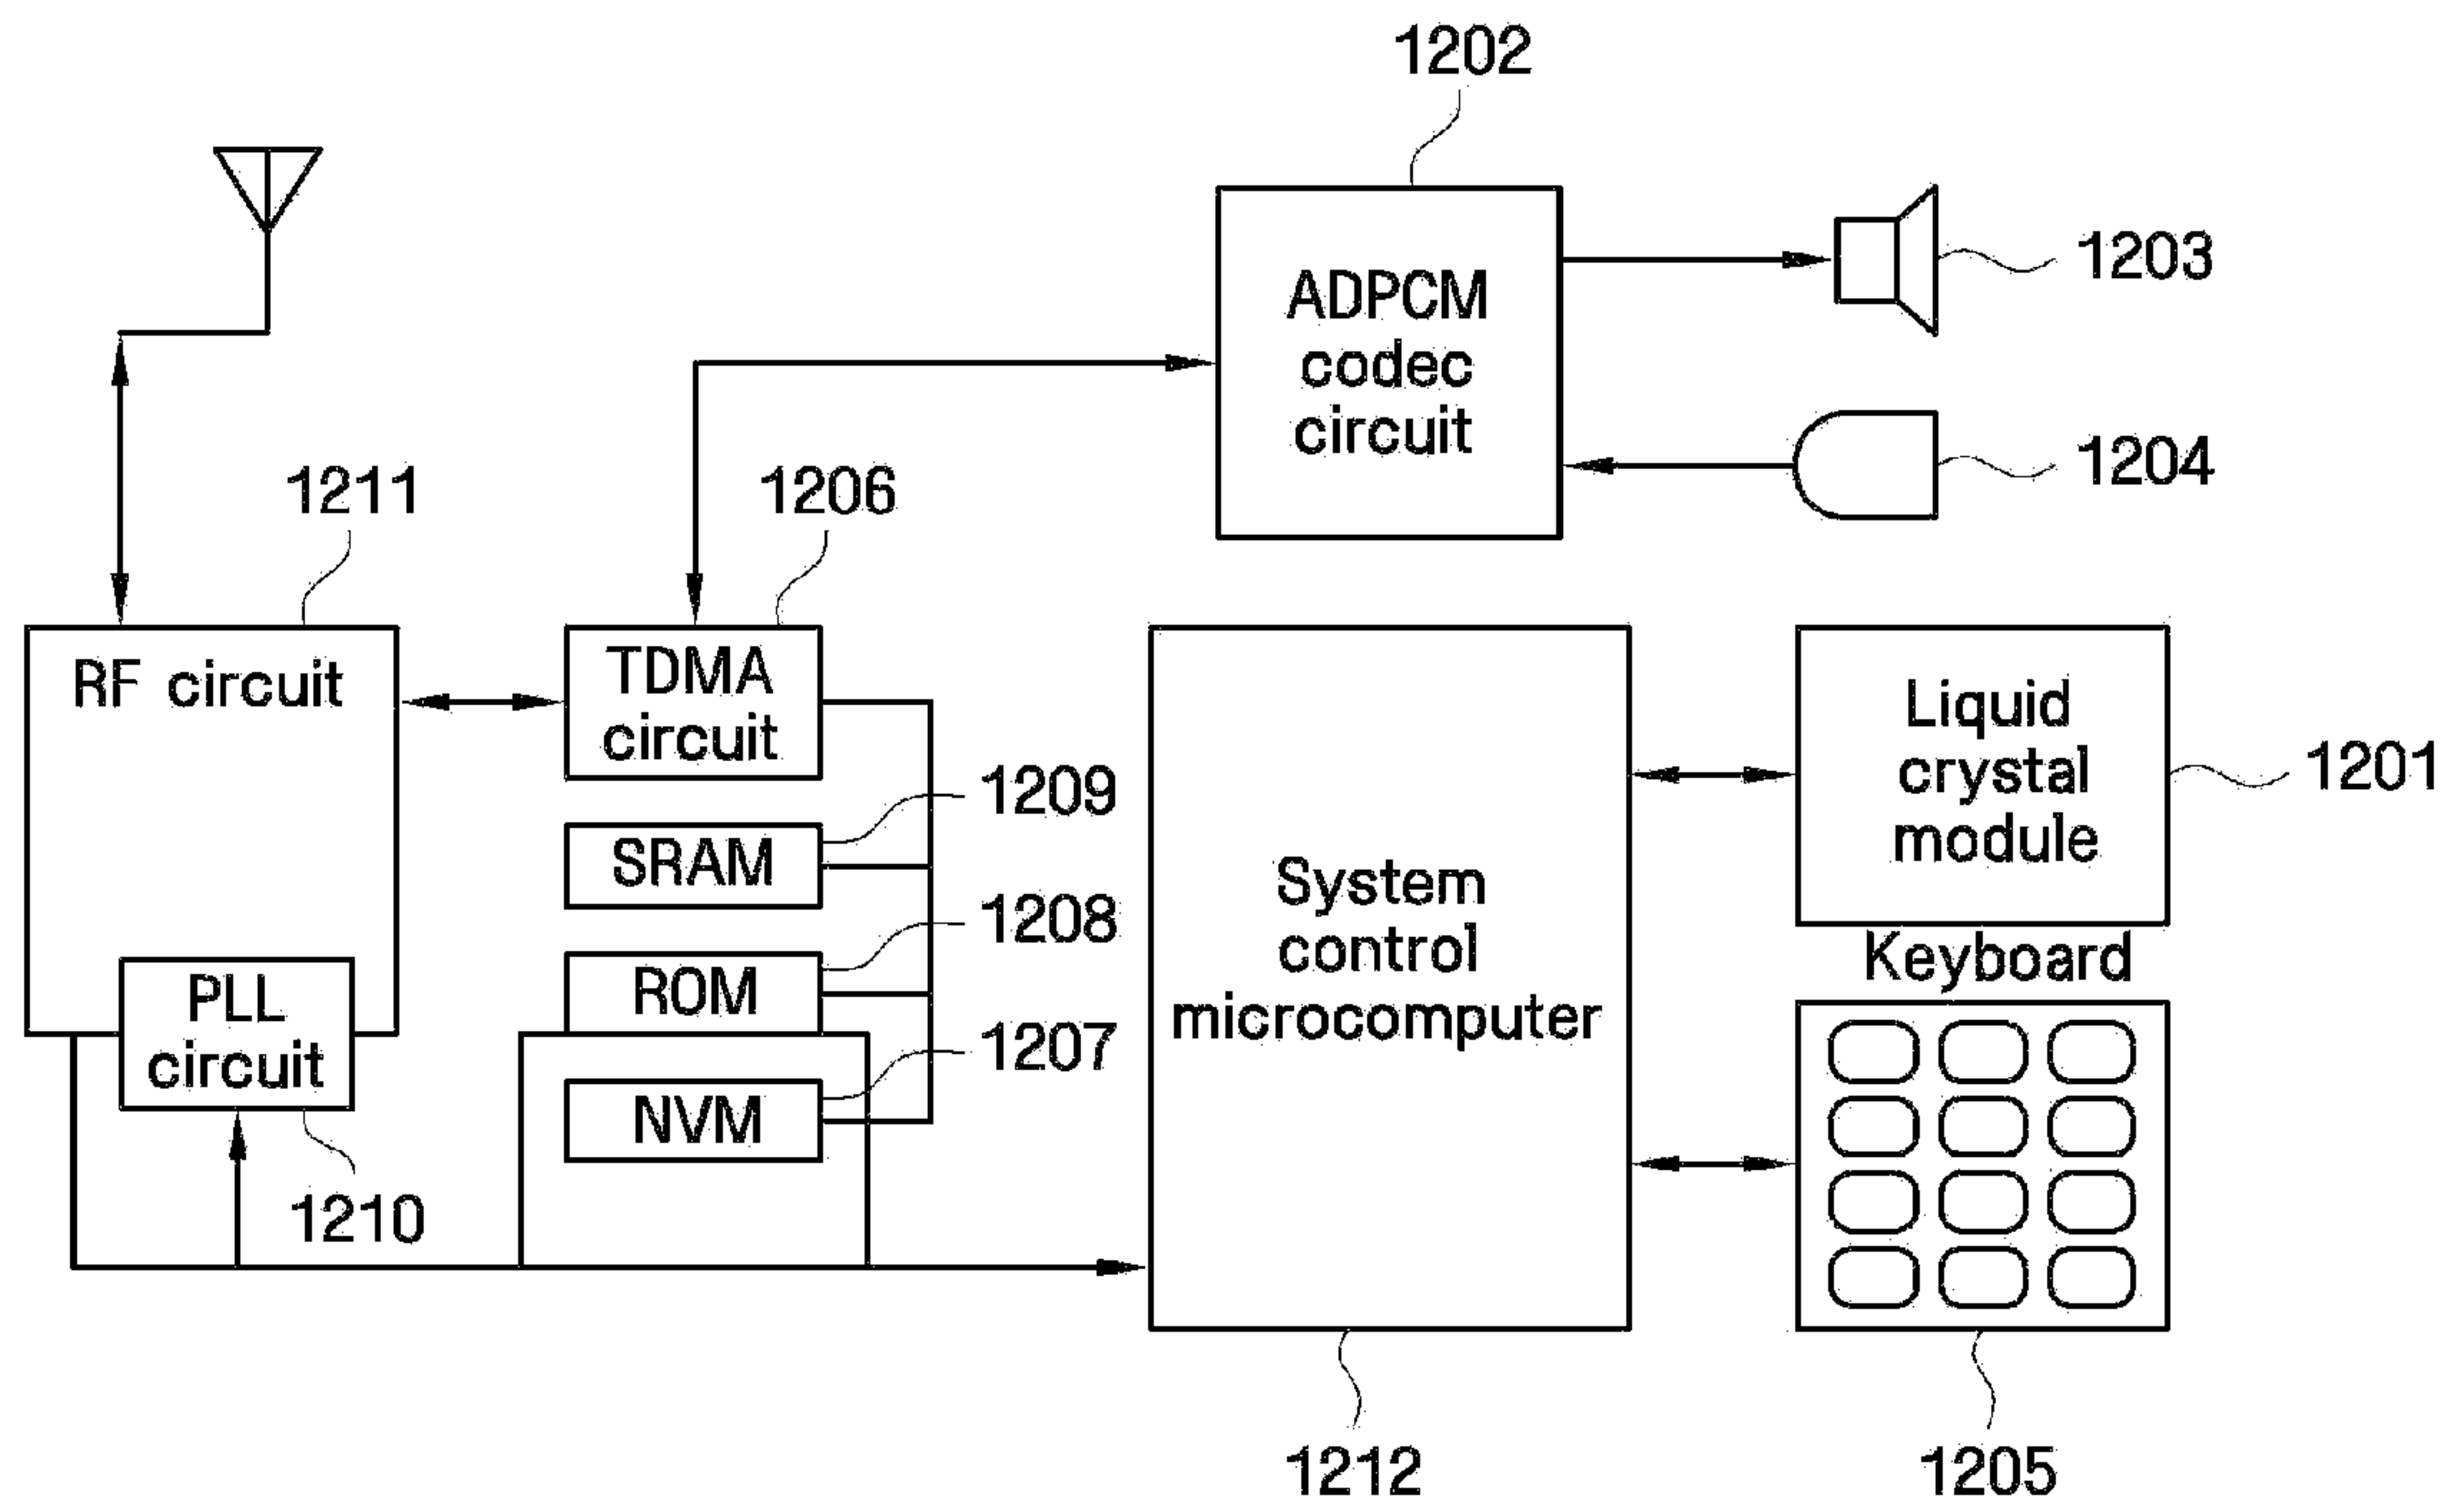 1202
ADPCM
codec
circuit
1203
1204
1211
1206
RF circuit
TDMA
circuit
1209
SRAM
1208
ROM
1207
NVM
PLL
circuit
1210
System
control
microcomputer
1212
Liquid
crystal
module
1201
Keyboard
1205